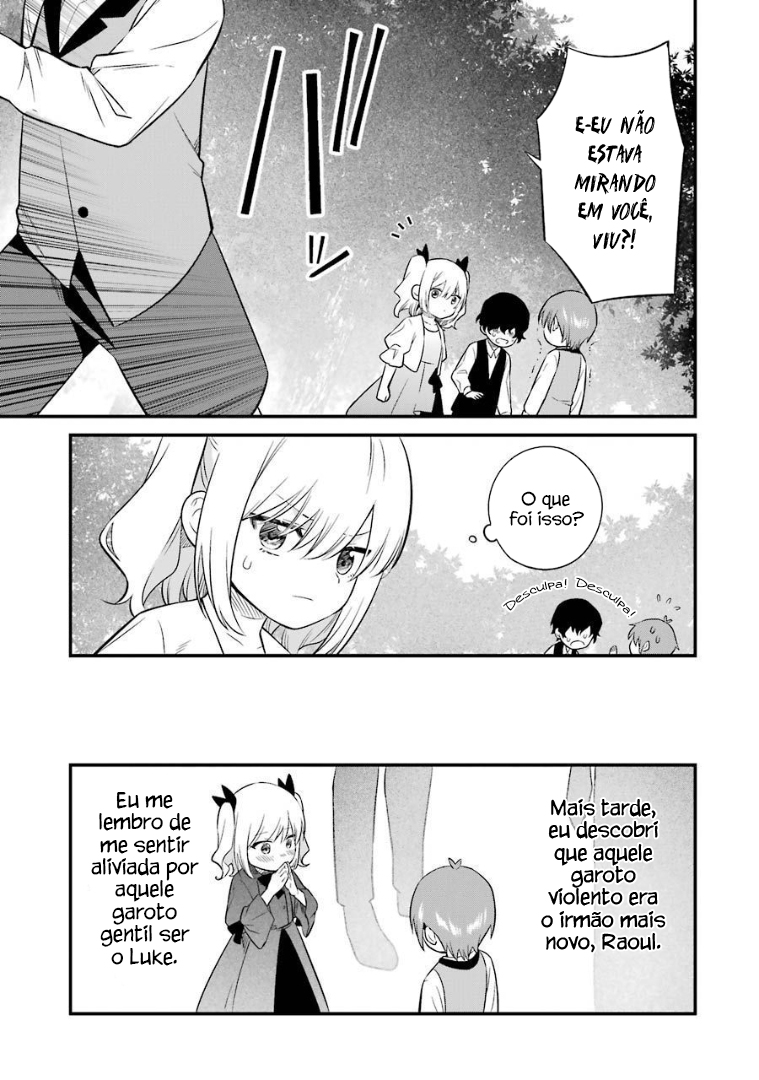 E-EU NÃO
ESTAVA
MIRANDO
EM VOCÊ,
VIU?!
O que
foi isso?
Desculpa! Desculpa!
Mais tarde,
eu descobri
que aquele
garoto
violento era
o irmão mais
novo, Raoul.
Eu me
lembro de
me sentir
aliviada por
aquele
garoto
gentil ser
o Luke.